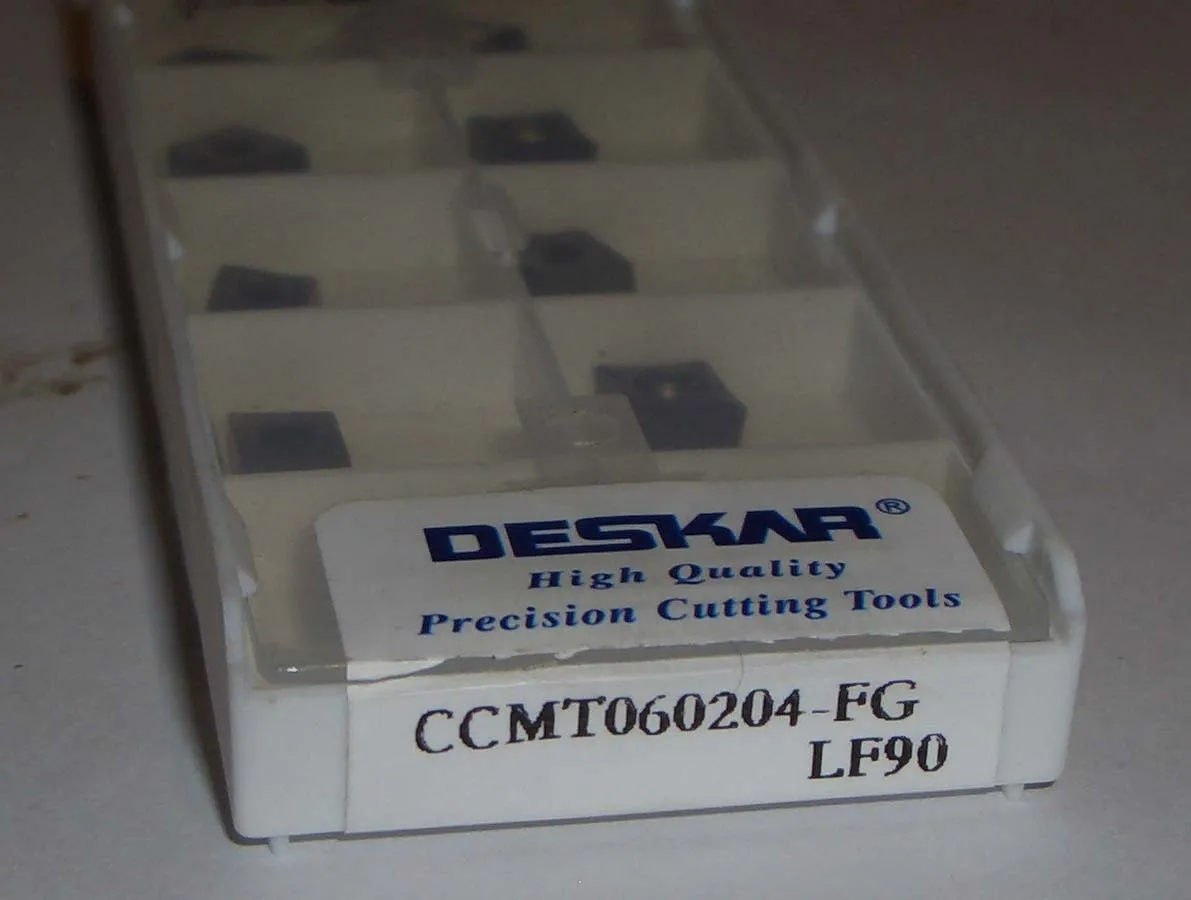 DESKAR®
High Quality
Precision Cutting Tools
CCMT060204-FG
LF90